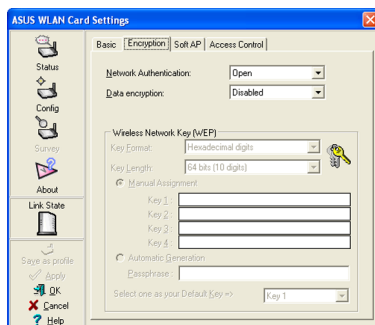 ASUS WLAN Card Settings
Status
Config
Survey
About
Link State
Save as profile
Apply
OK
Cancel
Help
Basic Encryption Soft AP Access Control
Network Authentication: Open
Data encryption: Disabled
Wireless Network Key (WEP)
Key Format: Hexadecimal digits
Key Length 64 bits (10 digits)
Manual Assignment
Key 1 :
Key 2 :
Key 3 :
Key 4 :
Automatic Generation
Passphrase :
Select one as your Default Key => Key 1